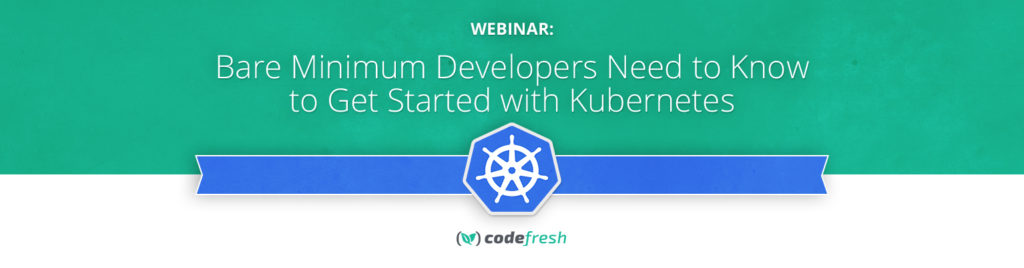 WEBINAR:
Bare Minimum Developers Need to Know
to Get Started with Kubernetes
codefresh